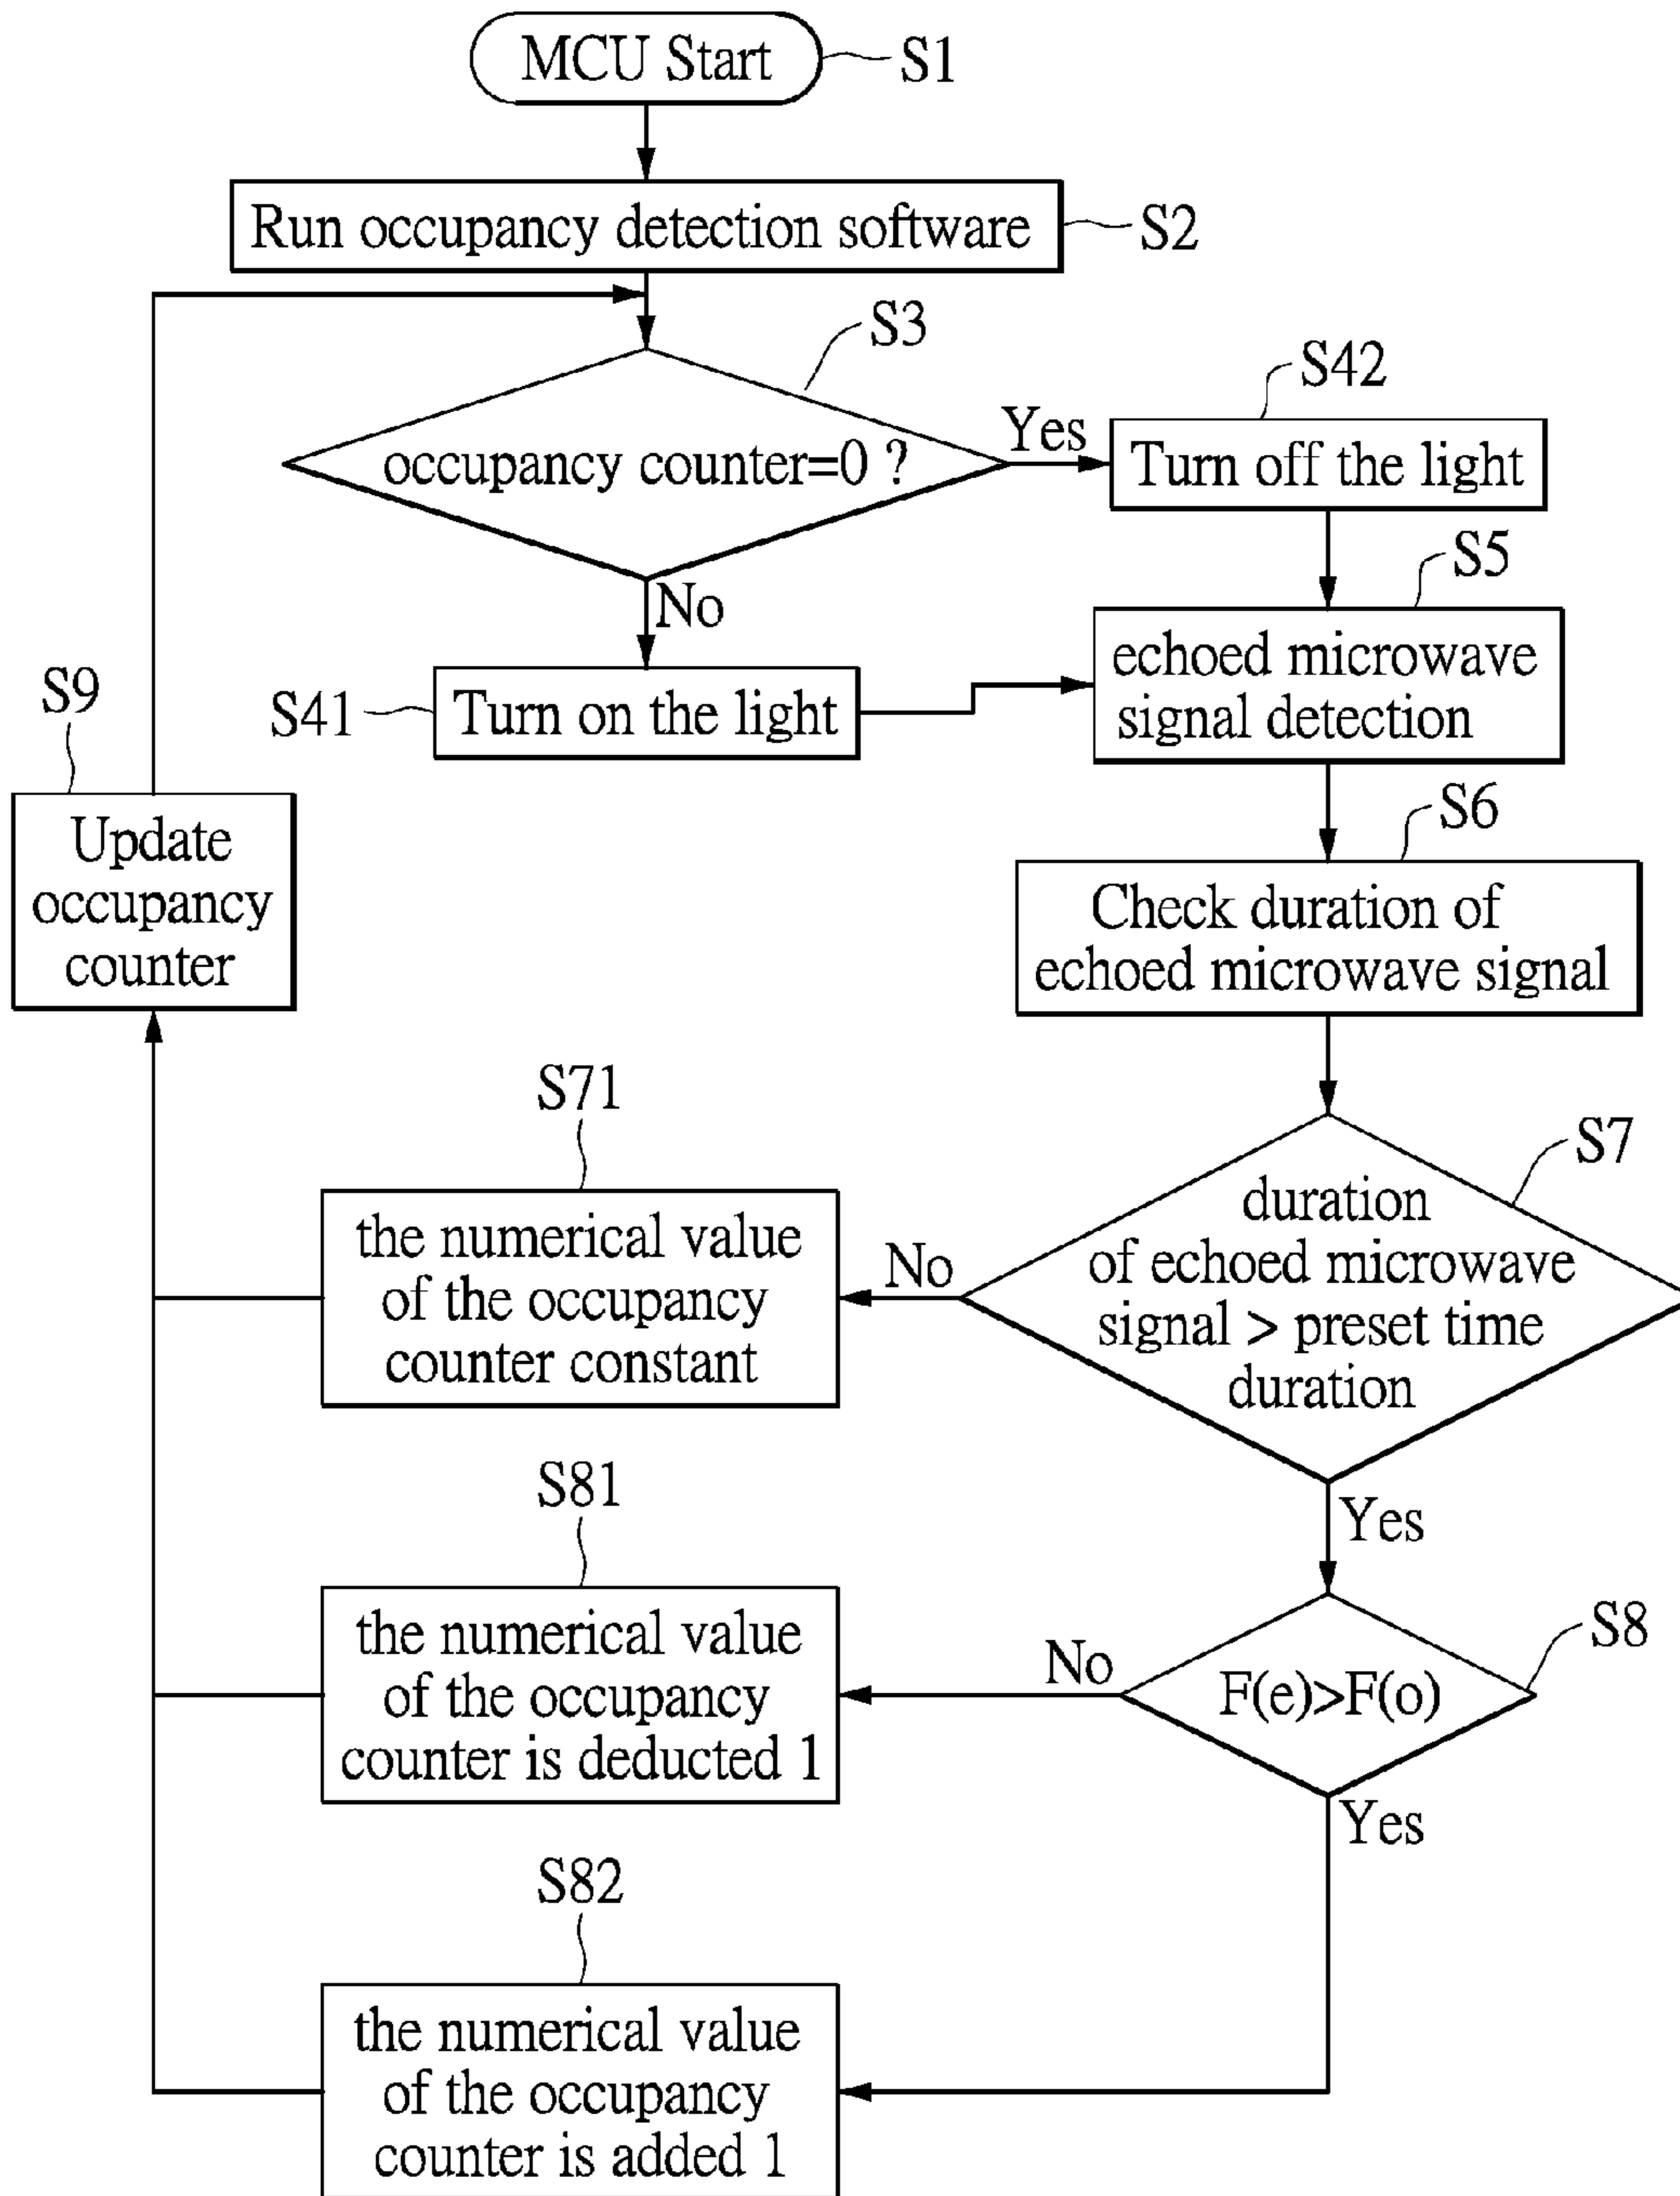 MCU Start
S1
Run occupancy detection software
S2
S3
occupancy counter=0 ?
Yes
S42
Turn off the light
No
S41
Turn on the light
S5
echoed microwave
signal detection
S9
Update
occupancy
counter
S6
Check duration of
echoed microwave signal
S7
duration
of echoed microwave
signal > preset time
duration
No
S71
the numerical value
of the occupancy
counter constant
Yes
S8
F(e)>F(o)
No
S81
the numerical value
of the occupancy
counter is deducted 1
Yes
S82
the numerical value
of the occupancy
counter is added 1